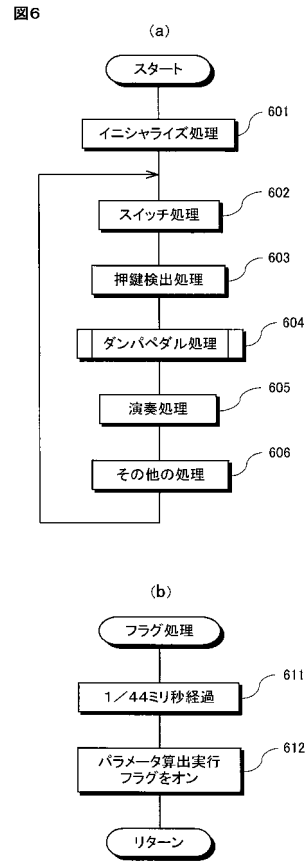 図6
(a)
スタート
イニシャライズ処理
601
スイッチ処理
602
押鍵検出処理
603
ダンパペダル処理
604
演奏処理
605
その他の処理
606
(b)
フラグ処理
1/44ミリ秒経過
611
パラメータ算出実行
フラグをオン
612
リターン